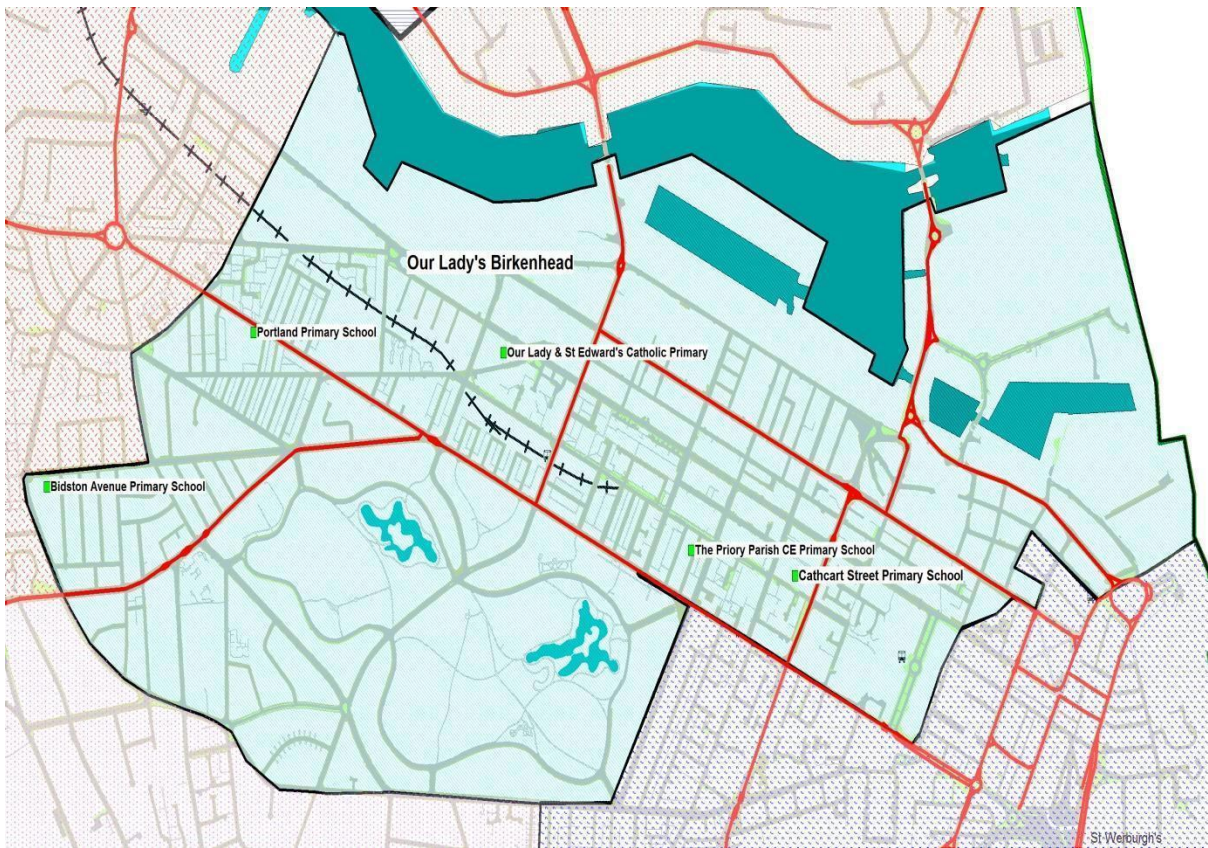 Our Lady's Birkenhead
Portland Primary School
Our Lady & St Edward's Catholic Primary
Bidston Avenue Primary School
The Priory Parish CE Primary School
Cathcart Street Primary School
St Werburgh's